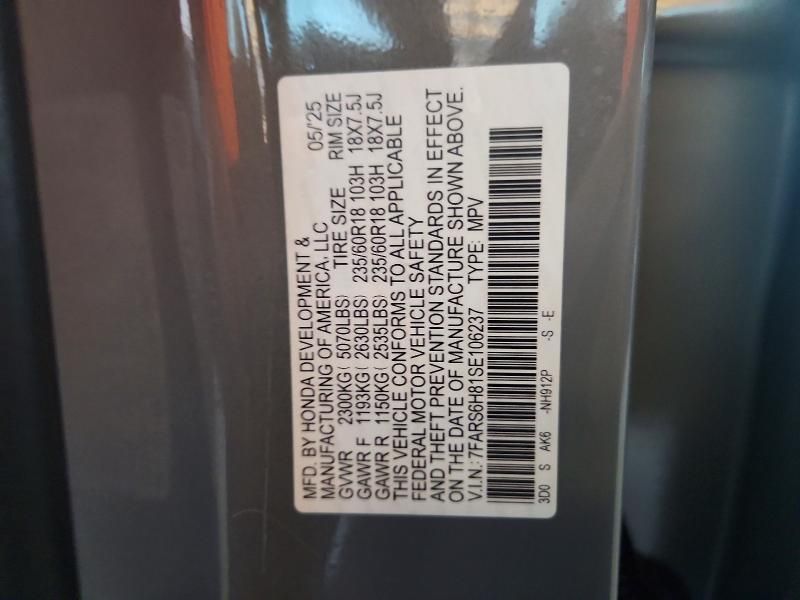 MFD. BY HONDA DEVELOPMENT &
MANUFACTURING OF AMERICA, LLC 05/'25
GVWR 2300KG( 5070LBS) TIRE SIZE RIM SIZE
GAWR F 1193KG( 2630LBS) 235/60R18 103H 18X7.5J
GAWR R 1150KG( 2535LBS) 235/60R18 103H 18X7.5J
THIS VEHICLE CONFORMS TO ALL APPLICABLE
FEDERAL MOTOR VEHICLE SAFETY
AND THEFT PREVENTION STANDARDS IN EFFECT
ON THE DATE OF MANUFACTURE SHOWN ABOVE.
V.I.N.: 7FARS6H81SE106237 TYPE: MPV
3D0 S AK6 -NH912P -S -E